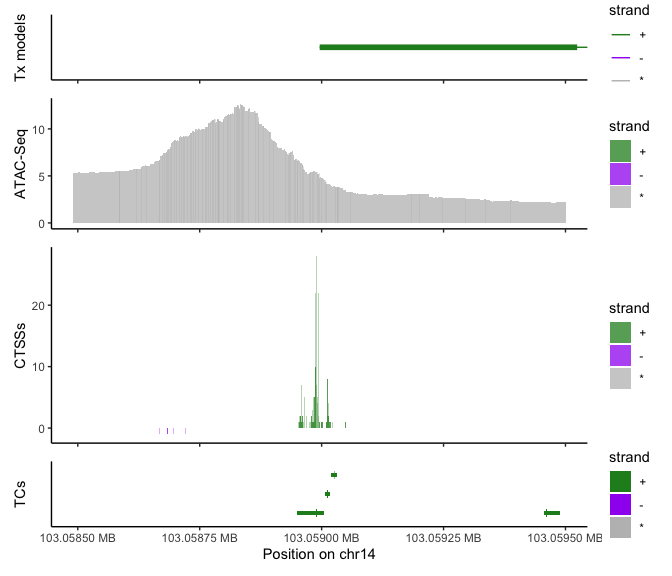 Tx models
strand
+
-
*
ATAC-Seq
10
5
0
strand
+
-
*
CTSSs
20
10
0
strand
+
-
*
TCs
strand
+
-
*
103.05850 MB 103.05875 MB 103.05900 MB 103.05925 MB 103.05950 MB
Position on chr14